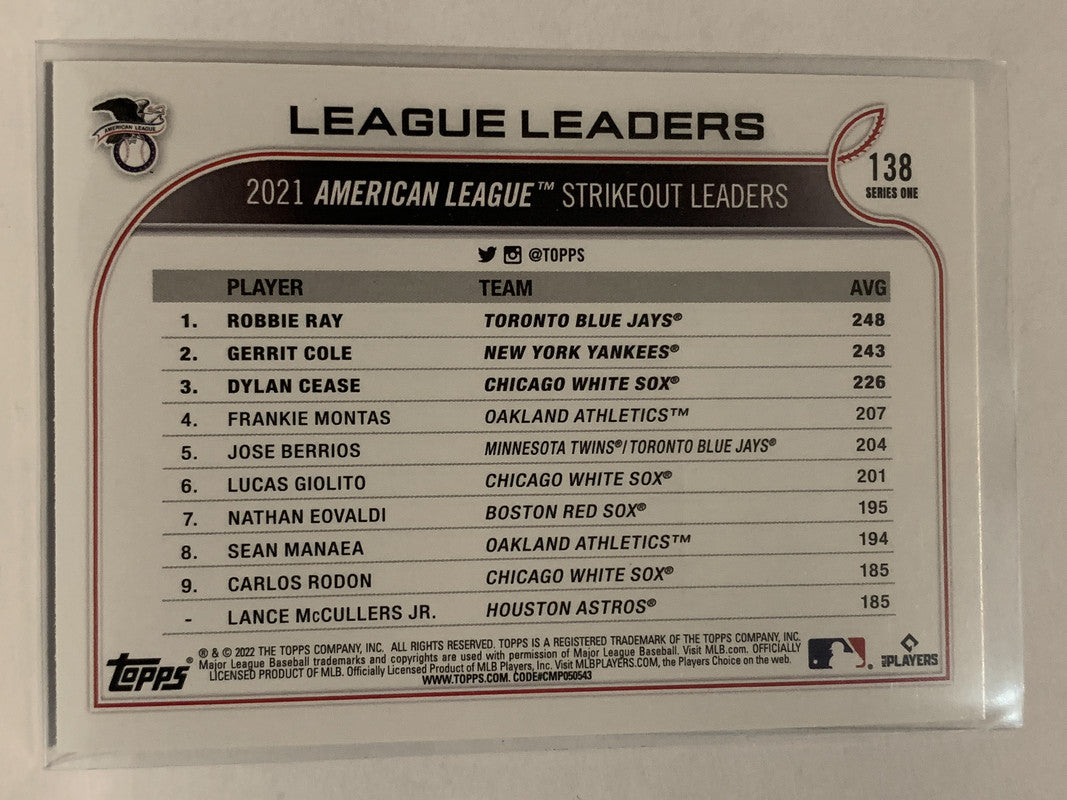 AMERICAN LEAGUE
LEAGUE LEADERS
138
SERIES ONE
2021 AMERICAN LEAGUE™ STRIKEOUT LEADERS
@TOPPS
PLAYER TEAM AVG
1. ROBBIE RAY TORONTO BLUE JAYS® 248
2. GERRIT COLE NEW YORK YANKEES® 243
3. DYLAN CEASE CHICAGO WHITE SOX® 226
4. FRANKIE MONTAS OAKLAND ATHLETICS™ 207
5. JOSE BERRIOS MINNESOTA TWINS®/TORONTO BLUE JAYS® 204
6. LUCAS GIOLITO CHICAGO WHITE SOX® 201
7. NATHAN EOVALDI BOSTON RED SOX® 195
8. SEAN MANAEA OAKLAND ATHLETICS™ 194
9. CARLOS RODON CHICAGO WHITE SOX® 185
- LANCE McCULLERS JR. HOUSTON ASTROS® 185
® & © 2022 THE TOPPS COMPANY, INC. ALL RIGHTS RESERVED. TOPPS IS A REGISTERED TRADEMARK OF THE TOPPS COMPANY, INC.
Major League Baseball trademarks and copyrights are used with permission of Major League Baseball. Visit MLB.com. OFFICIALLY
LICENSED PRODUCT OF MLB. Officially Licensed Product of MLB Players, Inc. Visit MLBPLAYERS.COM, the Players Choice on the web.
WWW.TOPPS.COM. CODE#CMP050543
Topps®
PLAYERS